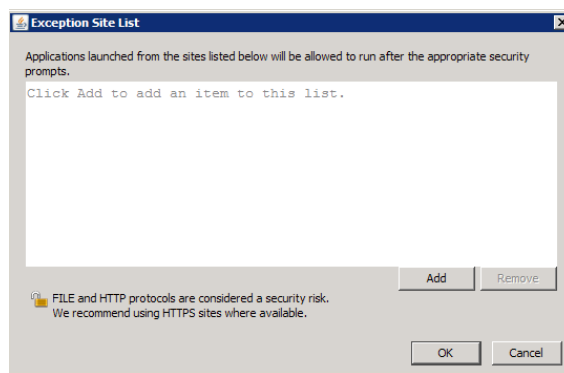 Exception Site List
Applications launched from the sites listed below will be allowed to run after the appropriate security
prompts.
Click Add to add an item to this list.
Add
Remove
FILE and HTTP protocols are considered a security risk.
We recommend using HTTPS sites where available.
OK
Cancel